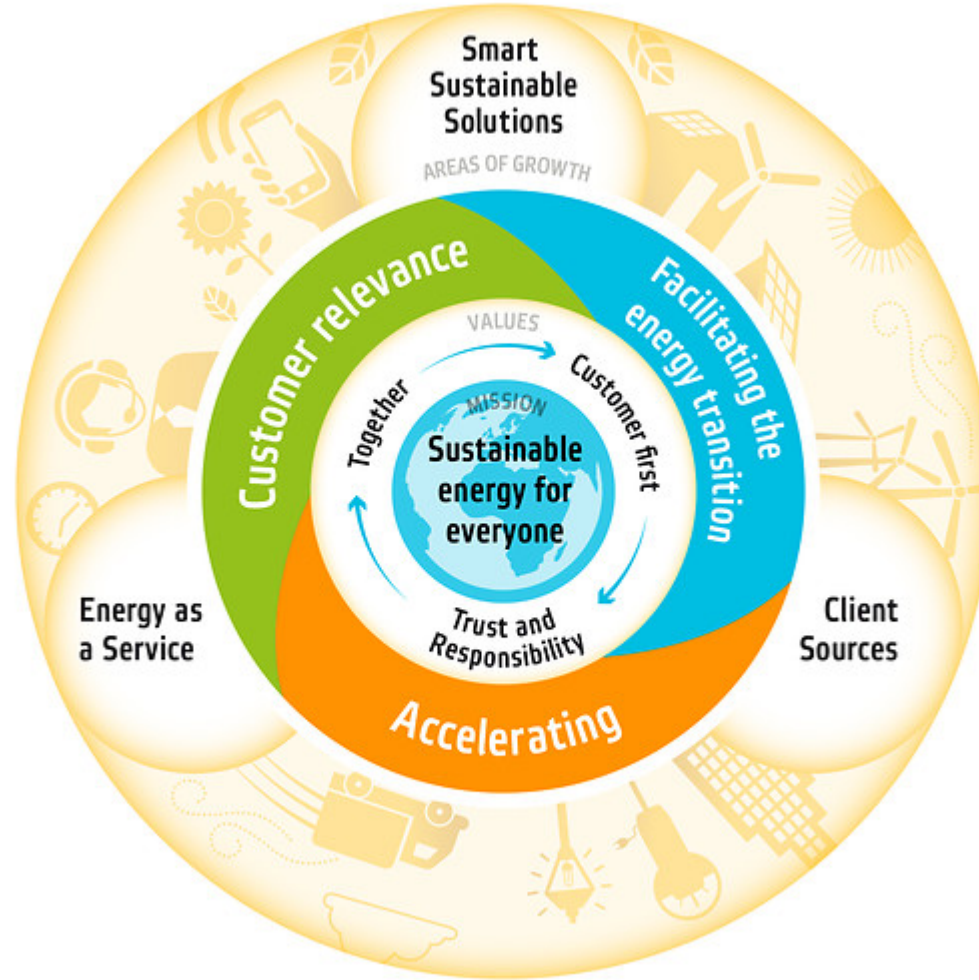 Smart
Sustainable
Solutions
AREAS OF GROWTH
Customer relevance
Facilitating the
energy transition
VALUES
Together
Customer first
MISSION
Sustainable
energy for
everyone
Trust and
Responsibility
Energy as
a Service
Client
Sources
Accelerating